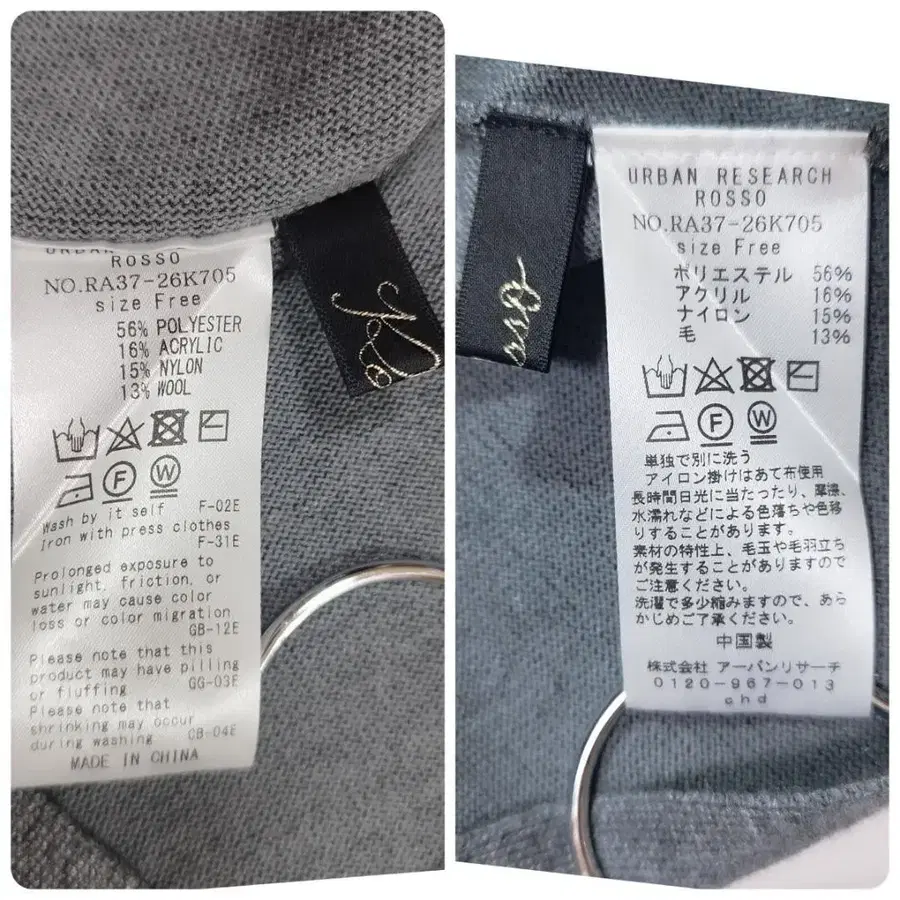 URBAN
ROSSO
NO.RA37-26K705
size Free
56% POLYESTER
16% ACRYLIC
15% NYLON
13% WOOL
F
W
Wash by it self F-02E
Iron with press clothes
F-31E
Prolonged exposure to
sunlight, friction, or
water may cause color
loss or color migration
GB-12E
Please note that this
product may have pilling
or fluffing GG-03E
Please note that
shrinking may occur
during washing CB-04E
MADE IN CHINA
URBAN RESEARCH
ROSSO
NO.RA37-26K705
size Free
ポリエステル 56%
アクリル 16%
ナイロン 15%
毛 13%
F
W
単独で別に洗う
アイロン掛けはあて布使用
長時間日光に当たったり、摩擦、
水濡れなどによる色落ちや色移
りすることがあります。
素材の特性上、毛玉や毛羽立ち
が発生することがありますので
ご注意ください。
洗濯で多少縮みますので、あら
かじめご了承ください。
中国製
株式会社 アーバンリサーチ
0120-967-013
chd